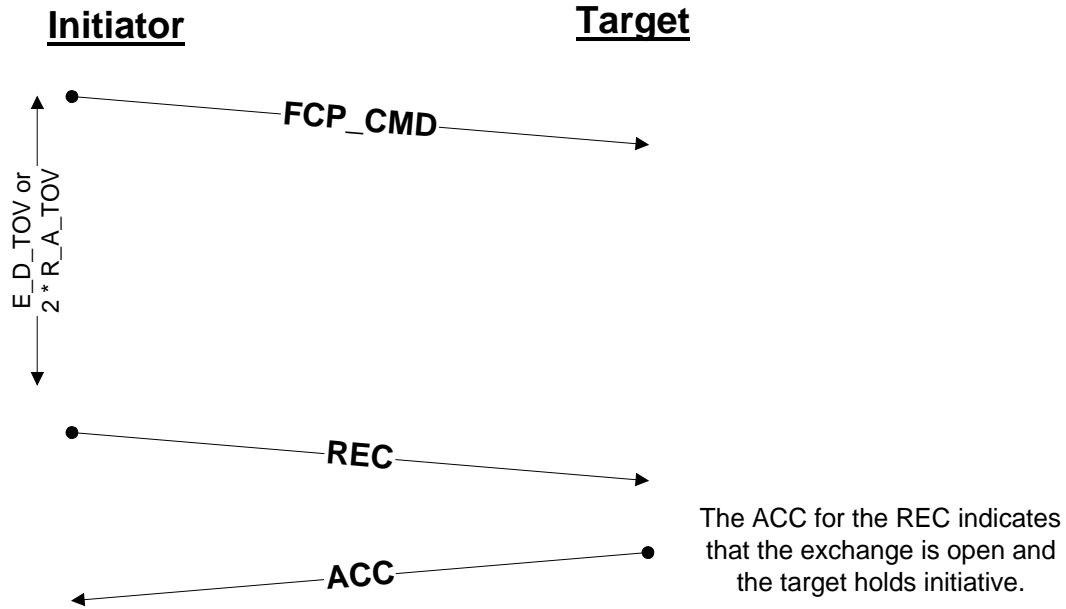 Initiator
Target
FCP_CMD
E_D_TOV or
2 * R_A_TOV
REC
The ACC for the REC indicates
that the exchange is open and
the target holds initiative.
ACC